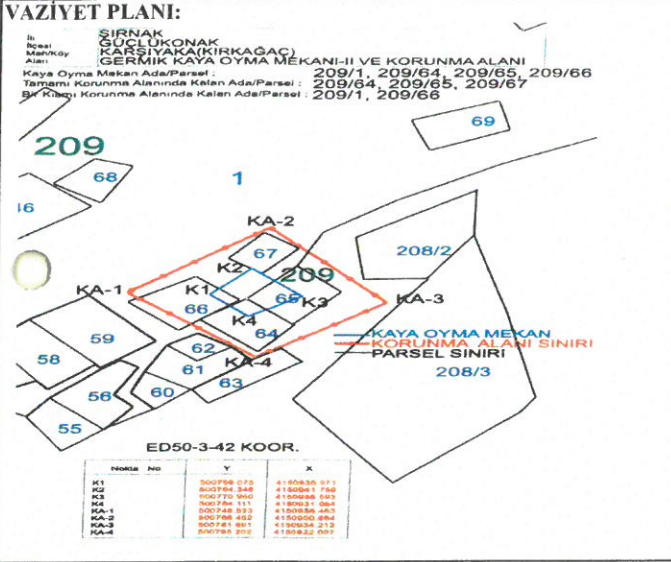 VAZİYET PLANI:
İli ŞIRNAK
İlçesi GÜÇLÜKONAK
Mah/Köy KARŞIYAKA(KIRKAĞAÇ)
Alan GERMIK KAYA OYMA MEKANI-II VE KORUNMA ALANI
Kaya Oyma Mekan Ada/Parsel : 209/1, 209/64, 209/65, 209/66
Tamamı Korunma Alanında Kalan Ada/Parsel : 209/64, 209/65, 209/67
Bir Kısmı Korunma Alanında Kalan Ada/Parsel : 209/1, 209/66
69
209
68
1
46
KA-2
67
208/2
K2
209
KA-1
K1
65
K3
KA-3
66
K4
64
KAYA OYMA MEKAN
59
KORUNMA ALANI SINIRI
62
PARSEL SINIRI
58
KA-4
61
208/3
63
56
60
55
ED50-3-42 KOOR.
Nokta No Y X
K1
K2
K3
K4
KA-1
KA-2
KA-3
KA-4